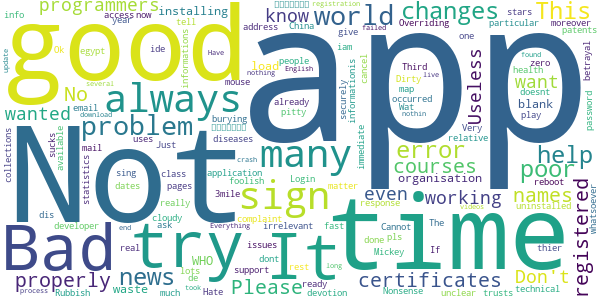 programmers
installing
access now
year
info
good
address
China
know
world
Overriding
changes
stars
This
particular
moreover
patents
tell
Ok
egypt
ide
informations
iam
give
securely
informationis
cancel
Have
nothing
mouse
people
English
load
already
pitty
app
Third
live
Dirty
map
occurred
Wat
nothin
one
failed
registration
Useless
zero
found
health
doesnt
want
blank
play
betrayal
update
No
email
download
several
wanted
always
problem
burying
diseases
uses
Just
many
immediate
error
Very
relative
courses
poor
help
organisation
reboot
names
uninstalled
whatsoever
registered
collections
sucks
available
mail
statistics
Not
sing
dates
class
pages
really
cloudy
ask
application
foolish
3mile
crash
Login
matter
sign
complaint
even
working
response
videos
time
Cannot
The
If
dis
developer
end
real
Everything
irrelevant
fast
done
pls
Mickey
Bad
try
It
WHO
issues
dont
support
rest
long
ready
devotion
properly
news
lots
de
took
Hate
Please
certificates
Don't
thier
technical
process
Rubbish
waste
much
Nonsense
unclear
trusts